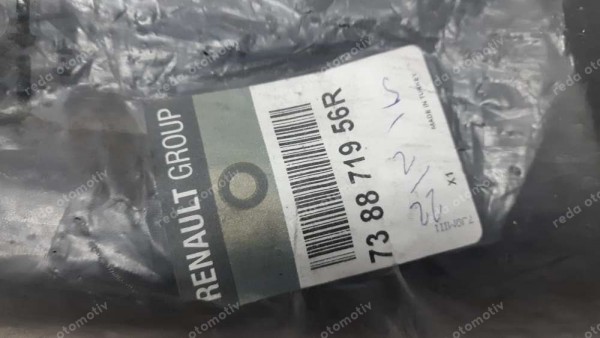 RENAULT GROUP
73 88 719 56R
MADE IN TURKEY
X1
reda otomotiv